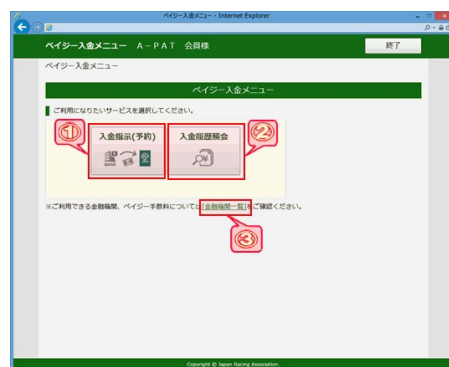 ペイジー入金メニュー - Internet Explorer
ペイジー入金メニュー A－PAT 会員様
終了
ペイジー入金メニュー
ペイジー入金メニュー
ご利用になりたいサービスを選択してください。
① 入金指示(予約) 入金履歴照会 ②
BANK
※ご利用できる金融機関、ペイジー手数料については[金融機関一覧]をご確認ください。
③
Copyright © Japan Racing Association